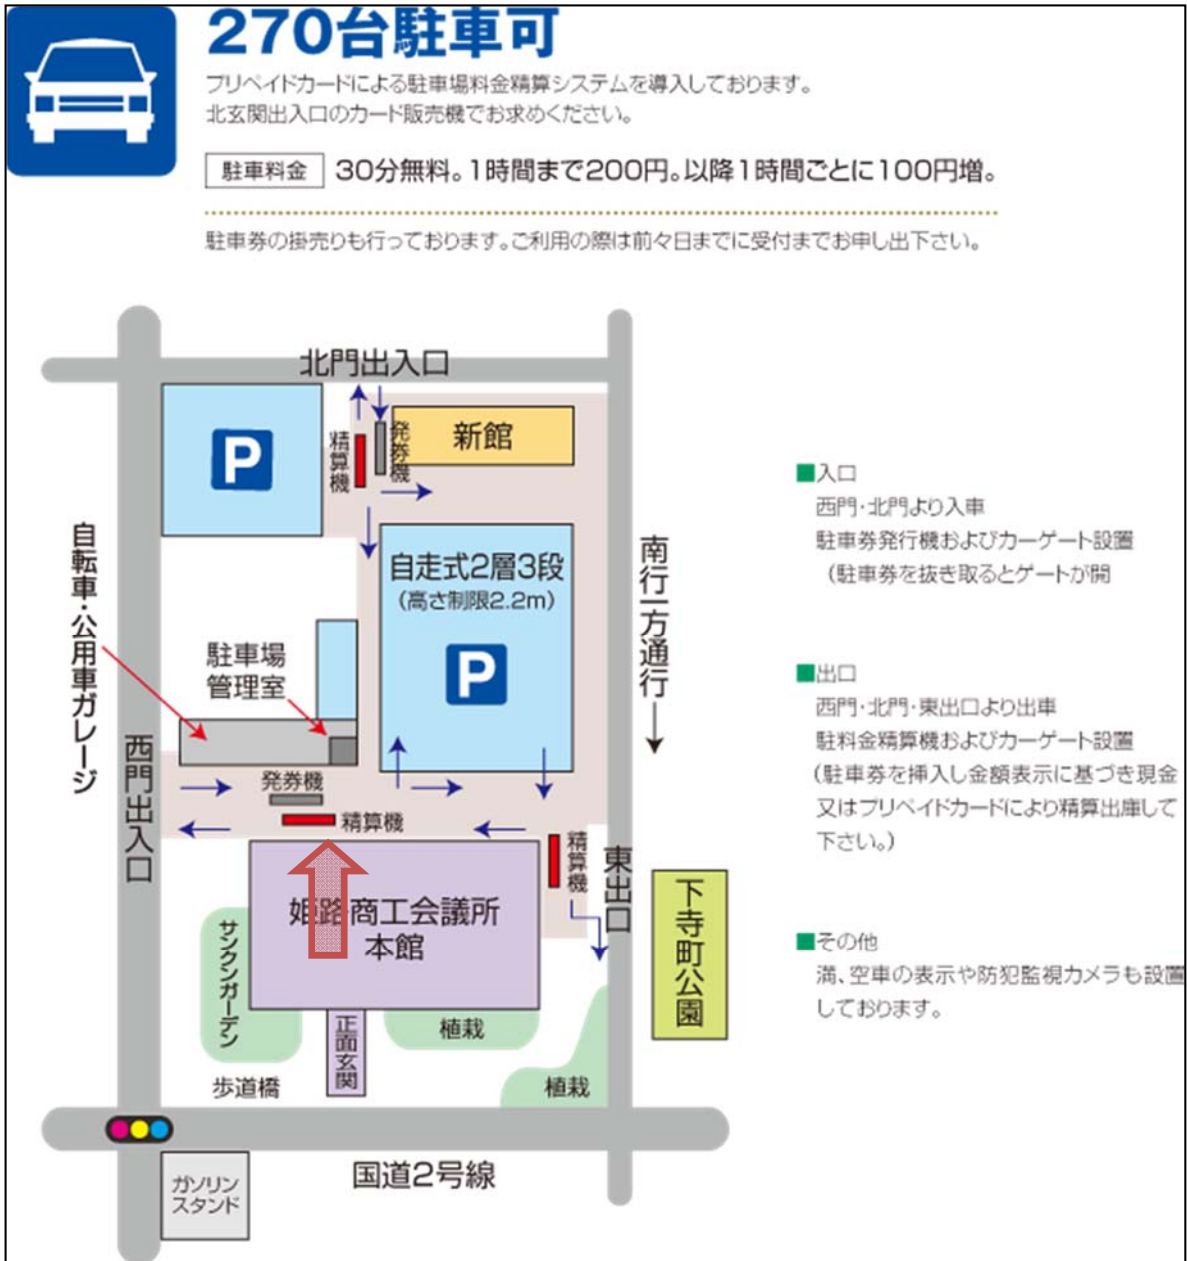 270台駐車可
プリペイドカードによる駐車場料金精算システムを導入しております。
北玄関出入口のカード販売機でお求めください。
駐車料金 30分無料。1時間まで200円。以降1時間ごとに100円増。
駐車券の掛売りも行っております。ご利用の際は前々日までに受付までお申し出下さい。
北門出入口
P
精算機
発券機
新館
自転車・公用車ガレージ
自走式2層3段
(高さ制限2.2m)
P
南行一方通行
駐車場
管理室
西門出入口
発券機
精算機
精算機
東出口
姫路商工会議所
本館
サンクンガーデン
正面玄関
植栽
植栽
下寺町公園
歩道橋
国道2号線
ガソリン
スタンド
■入口
西門・北門より入車
駐車券発行機およびカーゲート設置
(駐車券を抜き取るとゲートが開
■出口
西門・北門・東出口より出車
駐料金精算機およびカーゲート設置
(駐車券を挿入し金額表示に基づき現金
又はプリペイドカードにより精算出庫して
下さい。)
■その他
満、空車の表示や防犯監視カメラも設置
しております。